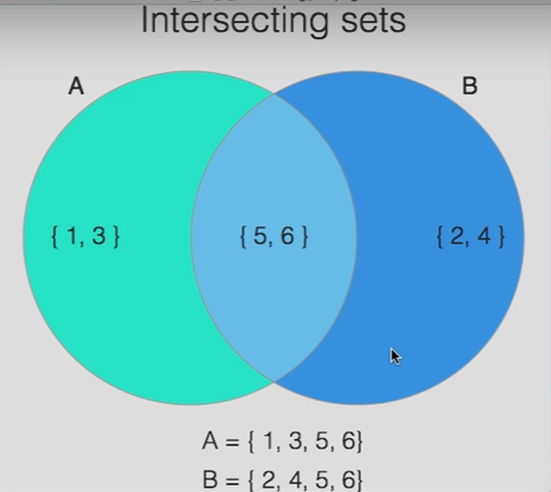 Intersecting sets
A B
{ 1, 3 } { 5, 6 } { 2, 4 }
A = { 1, 3, 5, 6}
B = { 2, 4, 5, 6}